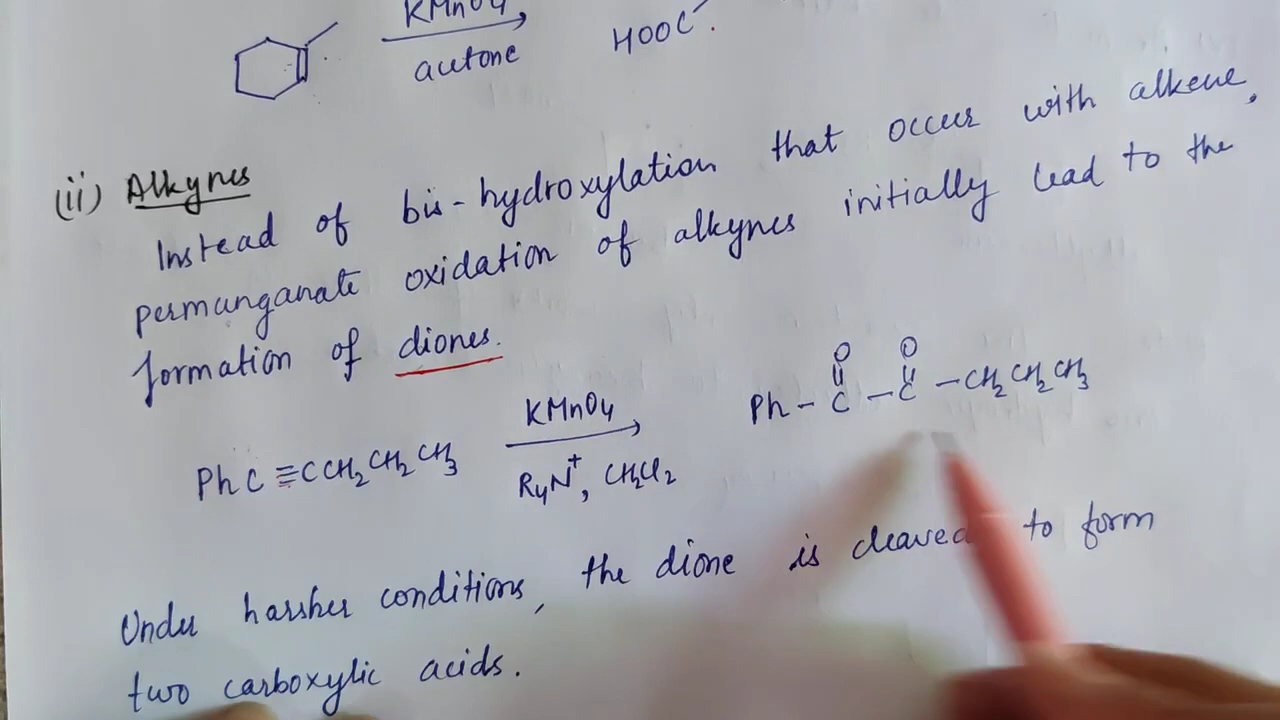 KMnO4
acetone
HOOC
(ii) Alkynes
Instead of bis-hydroxylation that occur with alkene,
permanganate oxidation of alkynes initially lead to the
formation of diones.
O O
PhC≡CCH2CH2CH3 KMnO4 Ph-C-C-CH2CH2CH3
R4N+, CH2Cl2
Under harsher conditions, the dione is cleaved to form
two carboxylic acids.